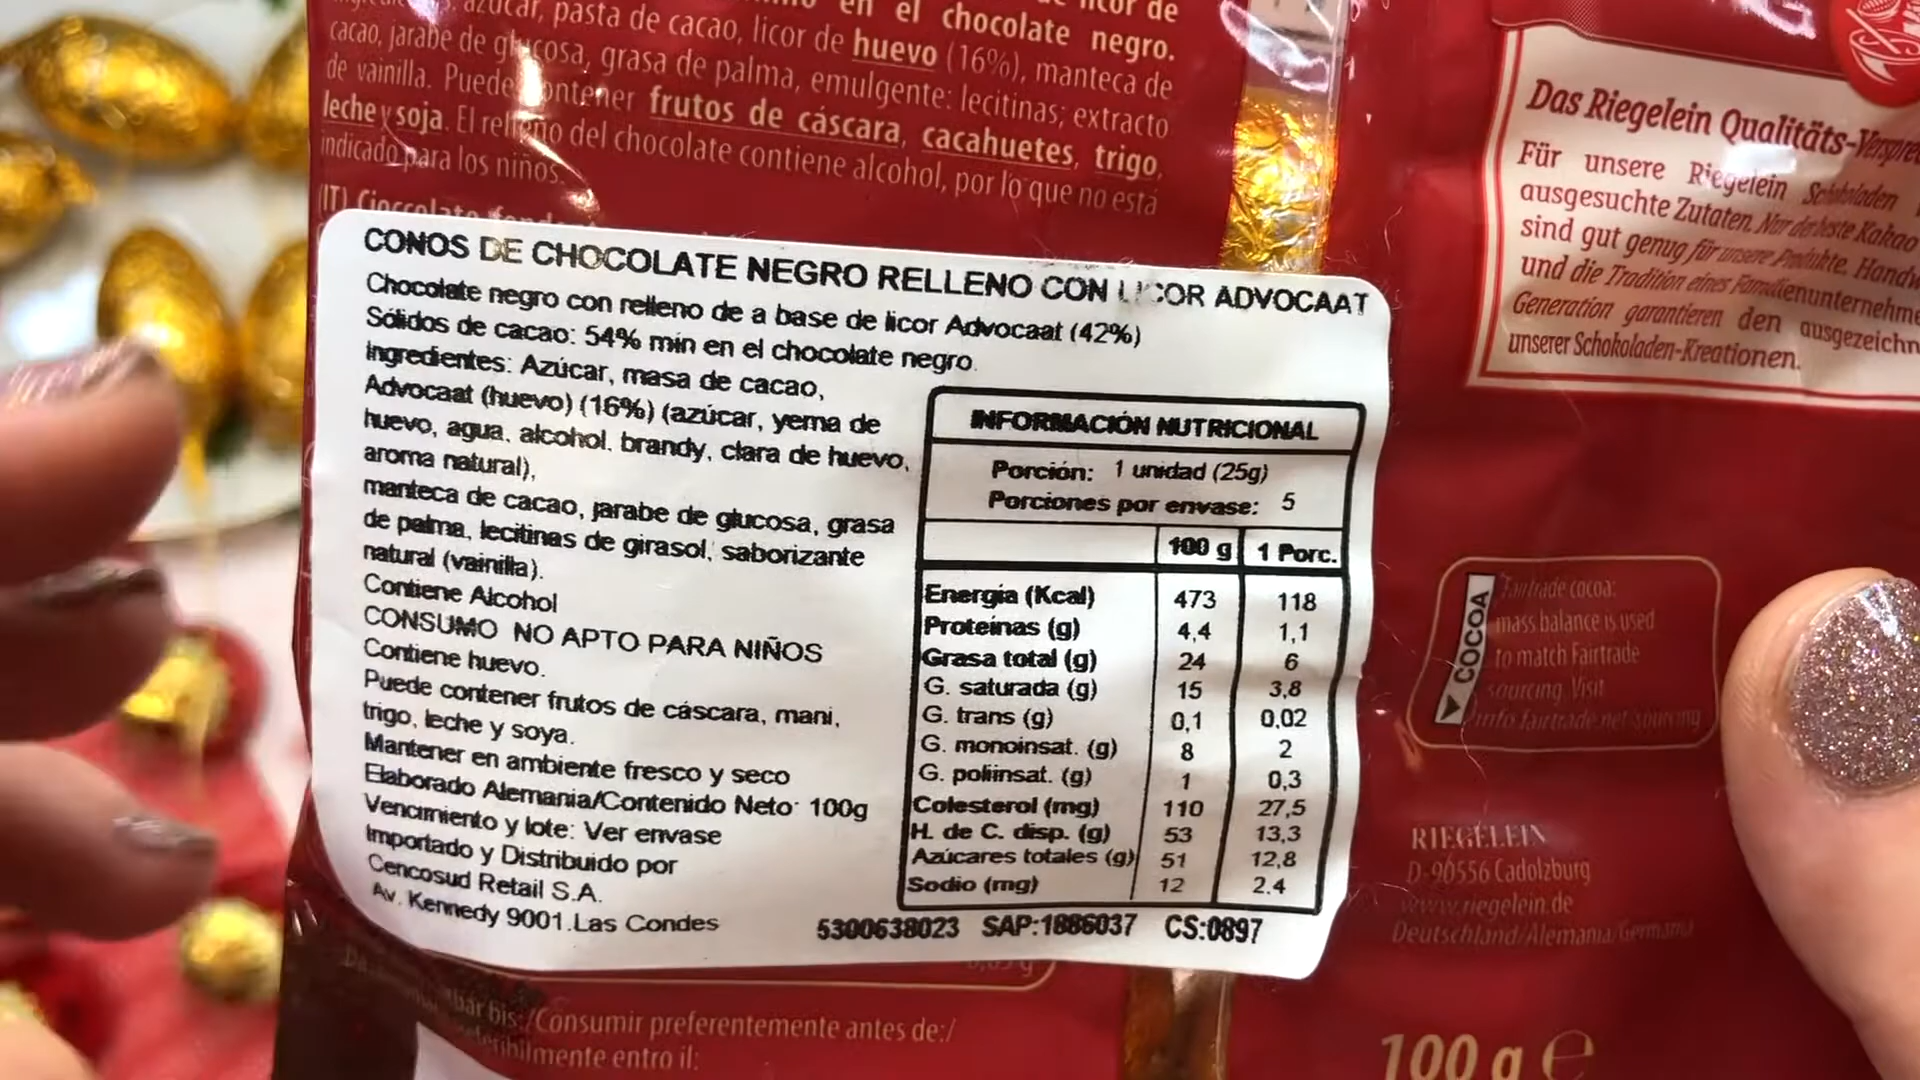 licor de
en el chocolate negro.
azúcar, pasta de cacao, licor de huevo (16%), manteca de
cacao, jarabe de glucosa, grasa de palma, emulgente: lecitinas; extracto
de vainilla. Puede contener frutos de cáscara, cacahuetes, trigo,
leche y soja. El relleno del chocolate contiene alcohol, por lo que no está
indicado para los niños.
(IT) Cioccolato
CONOS DE CHOCOLATE NEGRO RELLENO CON LICOR ADVOCAAT
Chocolate negro con relleno de a base de licor Advocaat (42%)
Sólidos de cacao: 54% mín en el chocolate negro.
Ingredientes: Azúcar, masa de cacao,
Advocaat (huevo) (16%) (azúcar, yema de
huevo, agua, alcohol, brandy, clara de huevo,
aroma natural),
manteca de cacao, jarabe de glucosa, grasa
de palma, lecitinas de girasol, saborizante
natural (vainilla).
Contiene Alcohol
CONSUMO NO APTO PARA NIÑOS
Contiene huevo.
Puede contener frutos de cáscara, mani,
trigo, leche y soya.
Mantener en ambiente fresco y seco
Elaborado Alemania/Contenido Neto: 100g
Vencimiento y lote: Ver envase
Importado y Distribuido por
Cencosud Retail S.A.
Av. Kennedy 9001.Las Condes
INFORMACIÓN NUTRICIONAL
Porción: 1 unidad (25g)
Porciones por envase: 5
100 g 1 Porc.
Energía (Kcal) 473 118
Proteínas (g) 4,4 1,1
Grasa total (g) 24 6
G. saturada (g) 15 3,8
G. trans (g) 0,1 0,02
G. monoinsat. (g) 8 2
G. poliinsat. (g) 1 0,3
Colesterol (mg) 110 27,5
H. de C. disp. (g) 53 13,3
Azúcares totales (g) 51 12,8
Sodio (mg) 12 2.4
5300638023 SAP:1886037 CS:0897
bar bis:/Consumir preferentemente antes de:/
entro il:
Das Riegelein Qualitäts-
Für unsere Riegelein Schokoladen
ausgesuchte Zutaten. Nur der beste Kakao
sind gut genug für unsere Produkte. Handw
und die Tradition eines Familienunternehme
Generation garantieren den ausgezeichn
unserer Schokoladen-Kreationen.
COCOA
Fairtrade cocoa:
mass balance is used
to match Fairtrade
sourcing. Visit
info.fairtrade.net/sourcing
RIEGELEIN
D-90556 Cadolzburg
www.riegelein.de
Deutschland/Alemania/Germania
100 g e